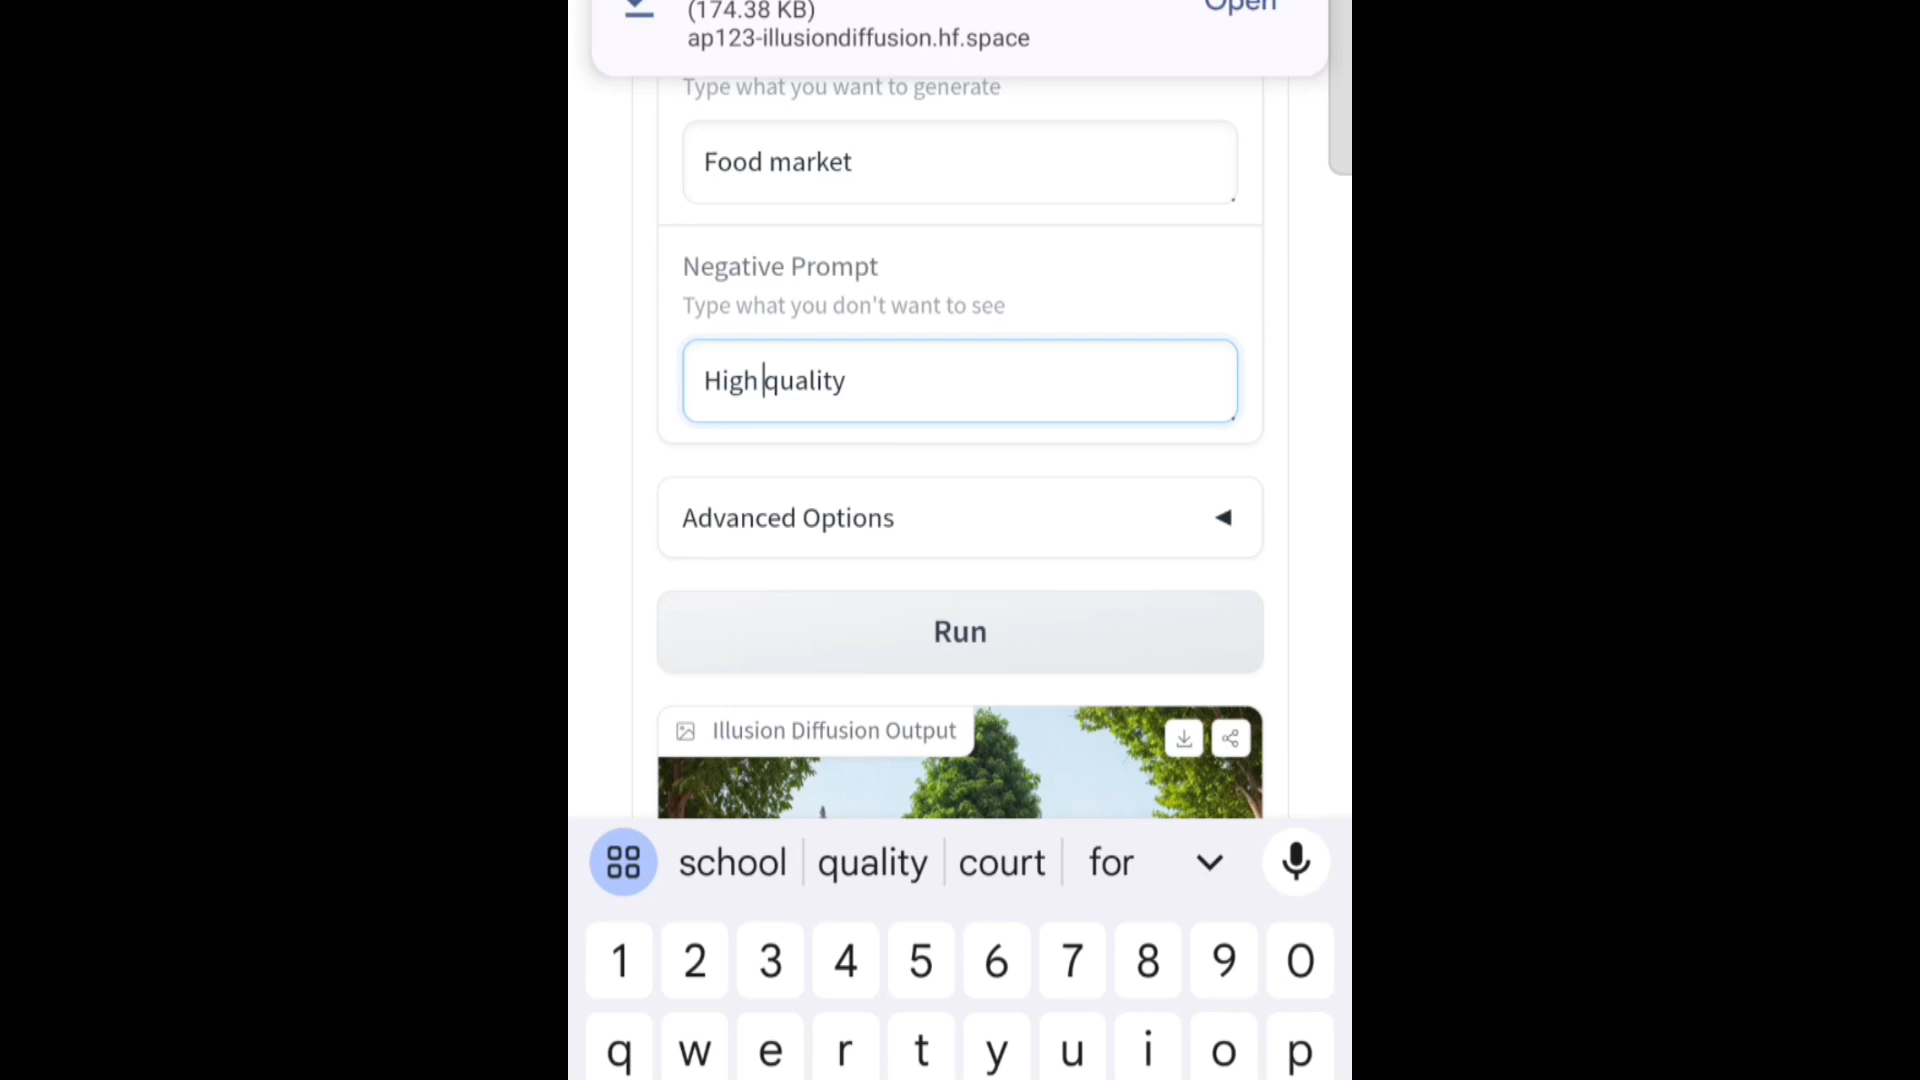 (174.38 KB)
Open
ap123-illusiondiffusion.hf.space
Type what you want to generate
Food market
Negative Prompt
Type what you don't want to see
High quality
Advanced Options
Run
Illusion Diffusion Output
school quality court for
1 2 3 4 5 6 7 8 9 0
q w e r t y u i o p